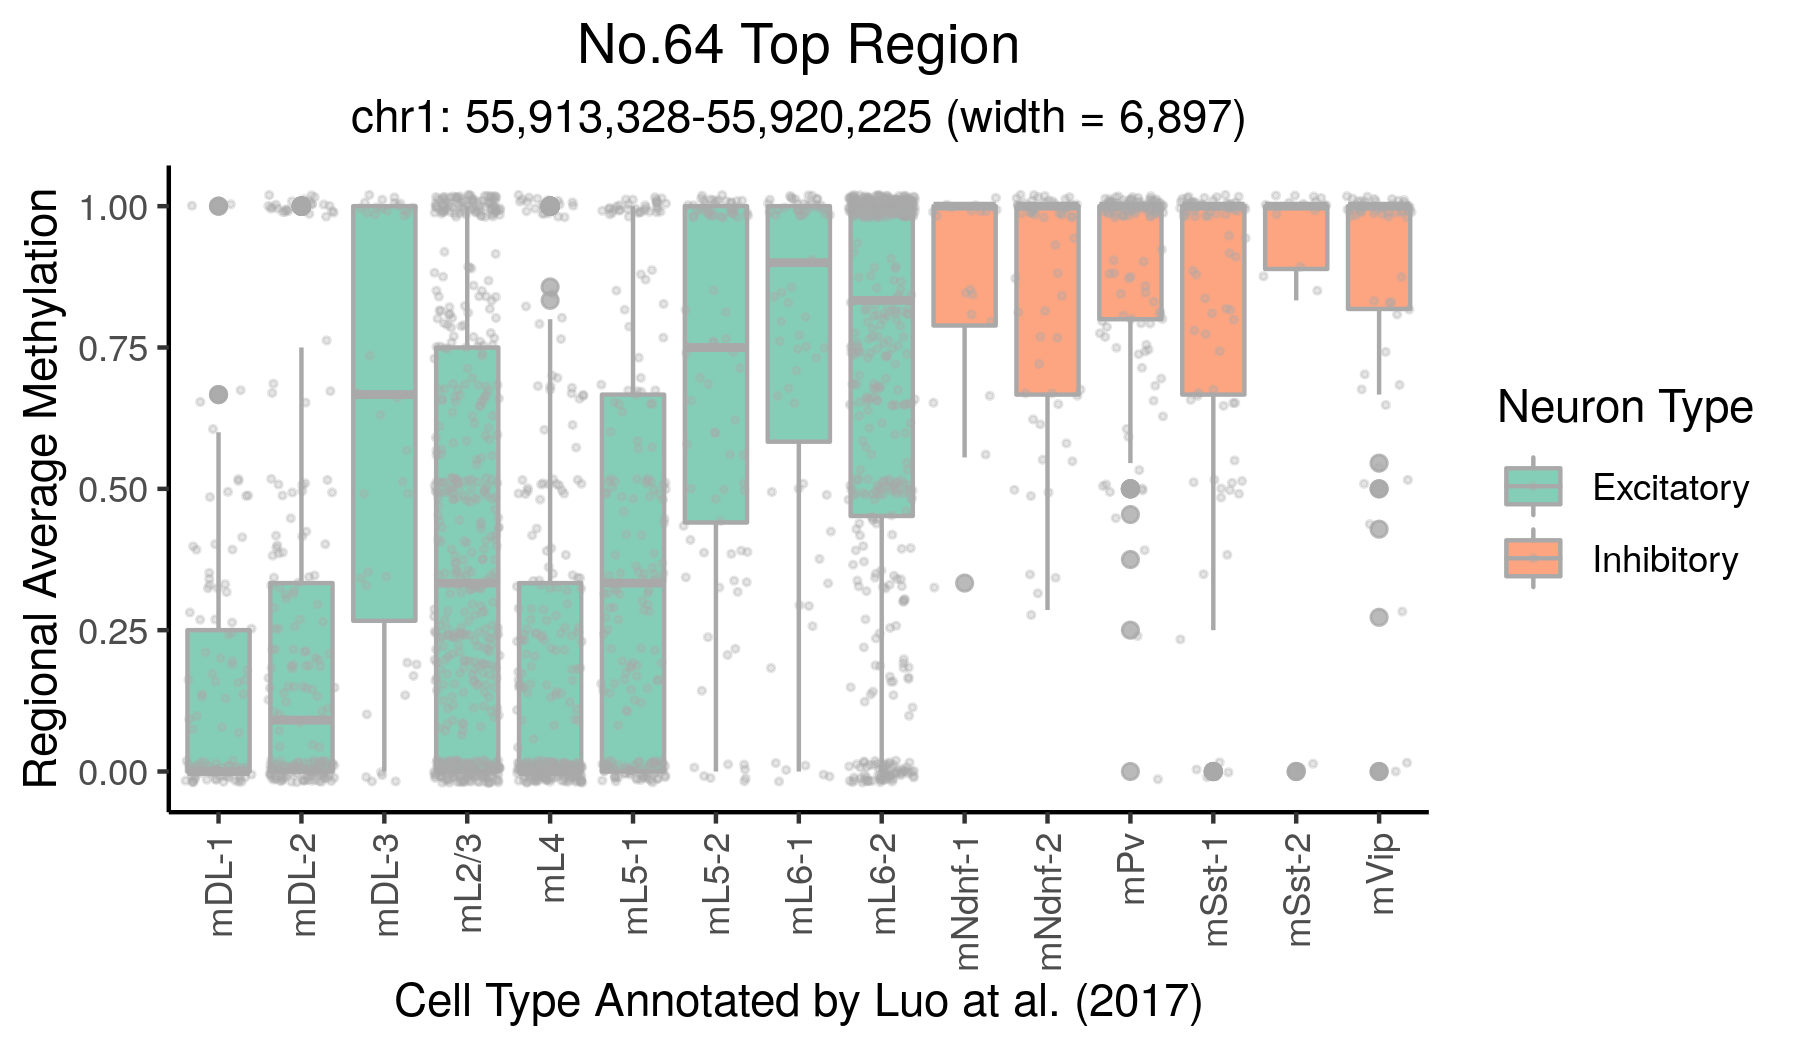 No.64 Top Region
chr1: 55,913,328-55,920,225 (width = 6,897)
Regional Average Methylation
1.00
0.75
0.50
0.25
0.00
mDL-1
mDL-2
mDL-3
mL2/3
mL4
mL5-1
mL5-2
mL6-1
mL6-2
mNdnf-1
mNdnf-2
mPv
mSst-1
mSst-2
mVip
Cell Type Annotated by Luo at al. (2017)
Neuron Type
Excitatory
Inhibitory